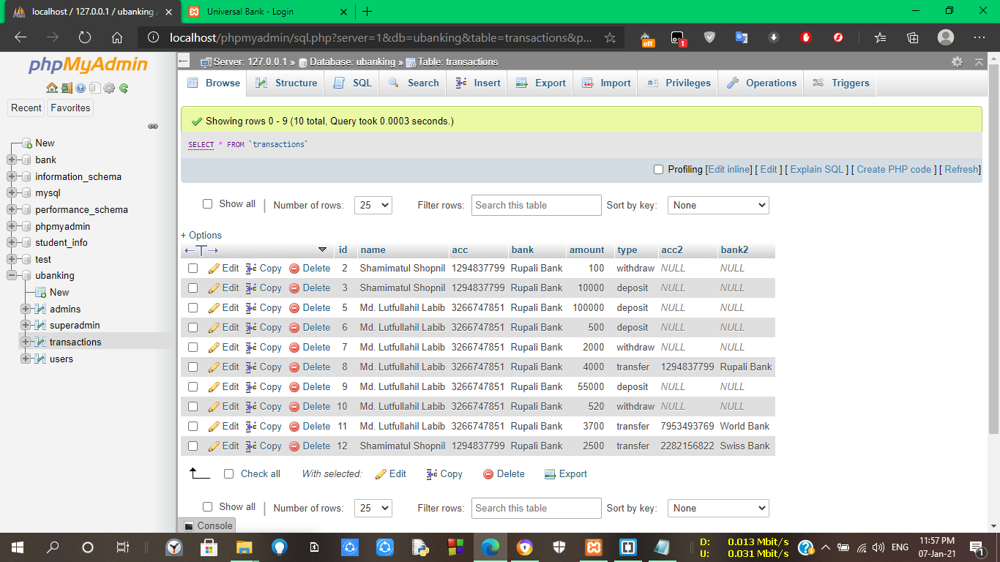 localhost / 127.0.0.1 / ubanking
Universal Bank - Login
localhost/phpmyadmin/sql.php?server=1&db=ubanking&table=transactions&p...
off
1
phpMyAdmin
Server: 127.0.0.1 » Database: ubanking » Table: transactions
Browse Structure SQL Search Insert Export Import Privileges Operations Triggers
Recent Favorites
New
bank
information_schema
mysql
performance_schema
phpmyadmin
student_info
test
ubanking
New
admins
superadmin
transactions
users
Showing rows 0 - 9 (10 total, Query took 0.0003 seconds.)
SELECT * FROM `transactions`
Profiling [Edit inline] [ Edit ] [ Explain SQL ] [ Create PHP code ] [ Refresh]
Show all | Number of rows: 25 Filter rows: Search this table Sort by key: None
+ Options
←T→ id name acc bank amount type acc2 bank2
Edit Copy Delete 2 Shamimatul Shopnil 1294837799 Rupali Bank 100 withdraw NULL NULL
Edit Copy Delete 3 Shamimatul Shopnil 1294837799 Rupali Bank 10000 deposit NULL NULL
Edit Copy Delete 5 Md. Lutfullahil Labib 3266747851 Rupali Bank 100000 deposit NULL NULL
Edit Copy Delete 6 Md. Lutfullahil Labib 3266747851 Rupali Bank 500 deposit NULL NULL
Edit Copy Delete 7 Md. Lutfullahil Labib 3266747851 Rupali Bank 2000 withdraw NULL NULL
Edit Copy Delete 8 Md. Lutfullahil Labib 3266747851 Rupali Bank 4000 transfer 1294837799 Rupali Bank
Edit Copy Delete 9 Md. Lutfullahil Labib 3266747851 Rupali Bank 55000 deposit NULL NULL
Edit Copy Delete 10 Md. Lutfullahil Labib 3266747851 Rupali Bank 520 withdraw NULL NULL
Edit Copy Delete 11 Md. Lutfullahil Labib 3266747851 Rupali Bank 3700 transfer 7953493769 World Bank
Edit Copy Delete 12 Shamimatul Shopnil 1294837799 Rupali Bank 2500 transfer 2282156822 Swiss Bank
Check all With selected: Edit Copy Delete Export
Show all | Number of rows: 25 Filter rows: Search this table Sort by key: None
Console
D: 0.013 Mbit/s
U: 0.031 Mbit/s
ENG
11:57 PM
07-Jan-21
1